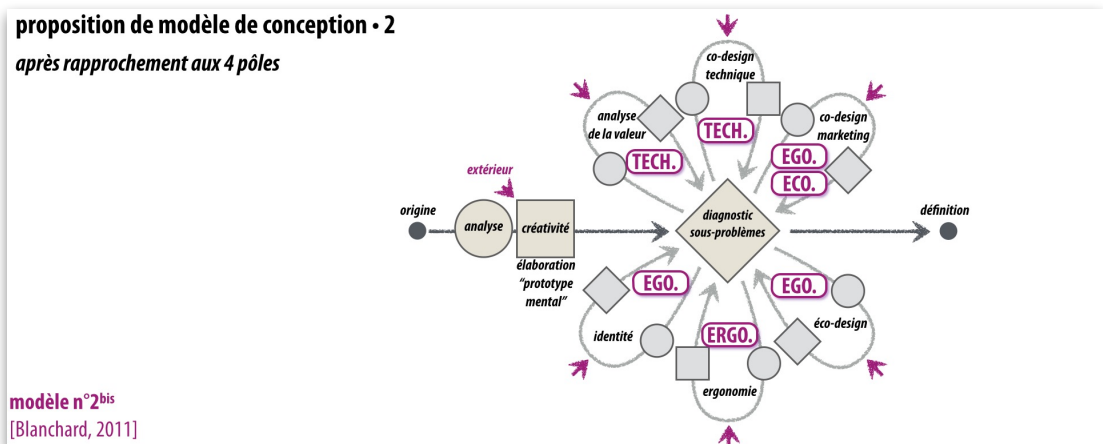 proposition de modèle de conception • 2
après rapprochement aux 4 pôles
co-design
technique
analyse
de la valeur
co-design
marketing
TECH.
TECH.
EGO.
ECO.
extérieur
origine
analyse
créativité
diagnostic
sous-problèmes
définition
élaboration
"prototype
mental"
EGO.
EGO.
identité
ERGO.
éco-design
ergonomie
modèle n°2bis
[Blanchard, 2011]